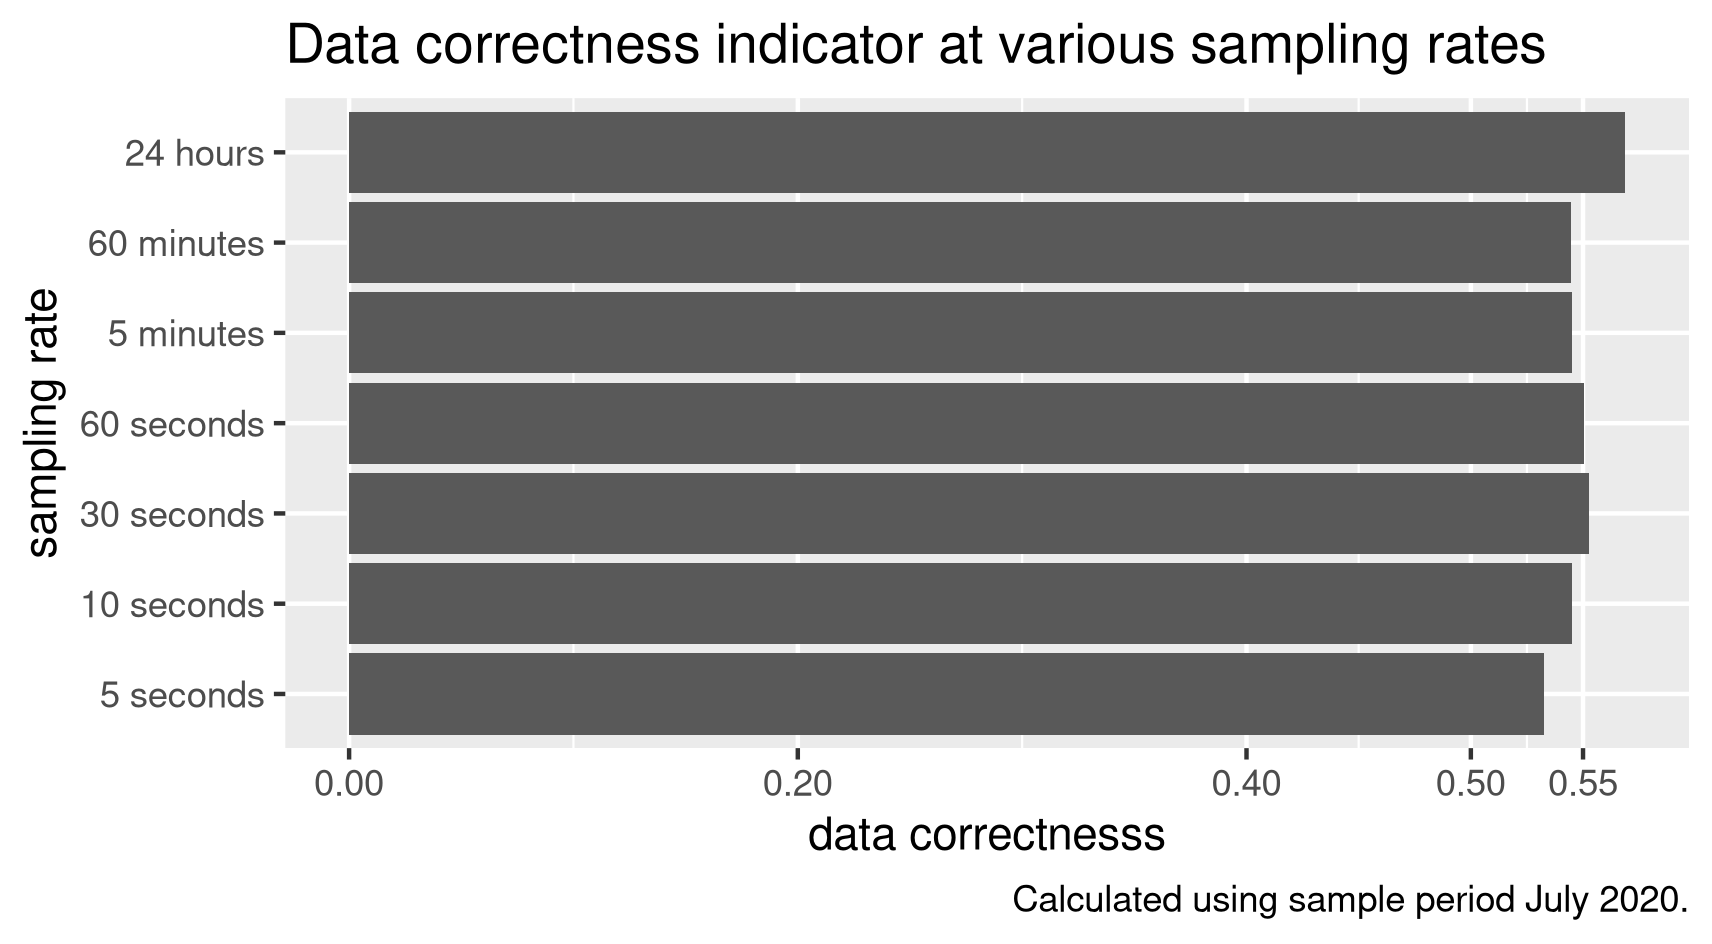 Data correctness indicator at various sampling rates
24 hours
60 minutes
5 minutes
60 seconds
30 seconds
10 seconds
5 seconds
sampling rate
0.00 0.20 0.40 0.50 0.55
data correctnesss
Calculated using sample period July 2020.